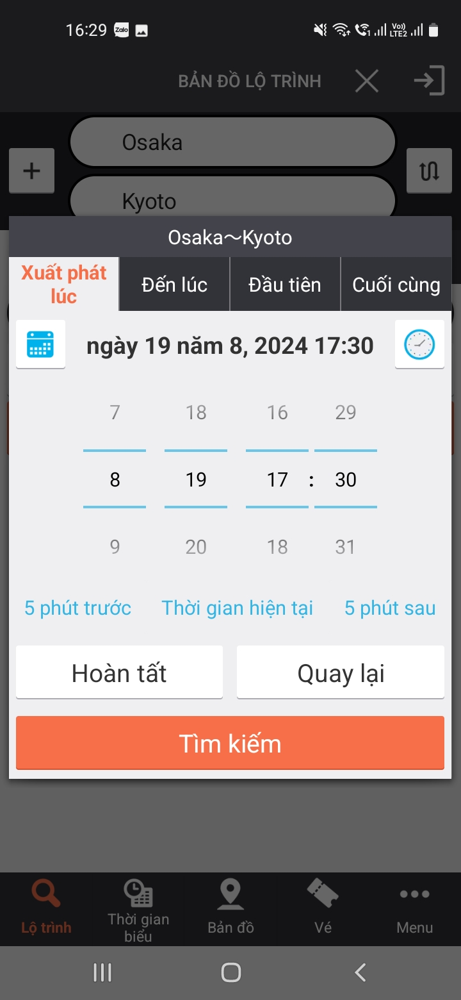 16:29 Zalo
Vo)) LTE2
BẢN ĐỒ LỘ TRÌNH
Osaka
Kyoto
Osaka～Kyoto
Xuất phát
lúc
Đến lúc
Đầu tiên
Cuối cùng
ngày 19 năm 8, 2024 17:30
7 18 16 29
8 19 17 : 30
9 20 18 31
5 phút trước
Thời gian hiện tại
5 phút sau
Hoàn tất
Quay lại
Tìm kiếm
Lộ trình
Thời gian
biểu
Bản đồ
Vé
Menu